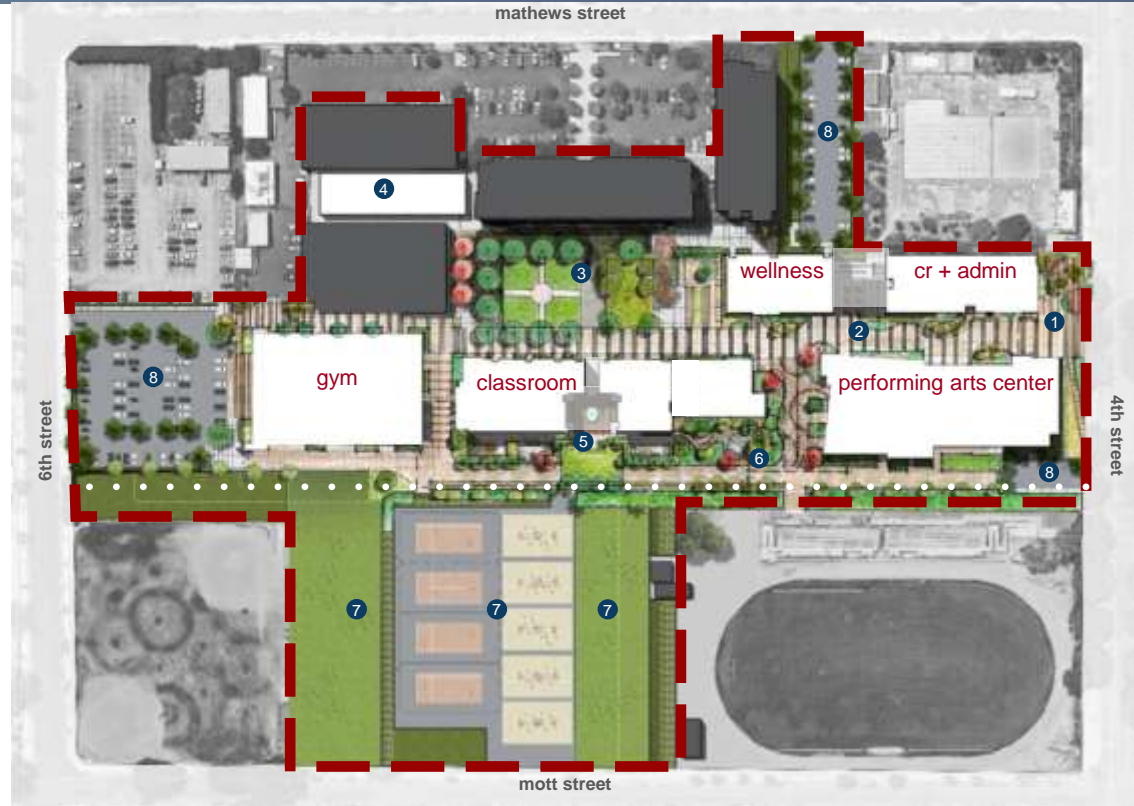 mathews street
8
4
3
wellness
cr + admin
1
2
gym
classroom
performing arts center
8
6th street
4th street
5
6
8
7
7
7
mott street